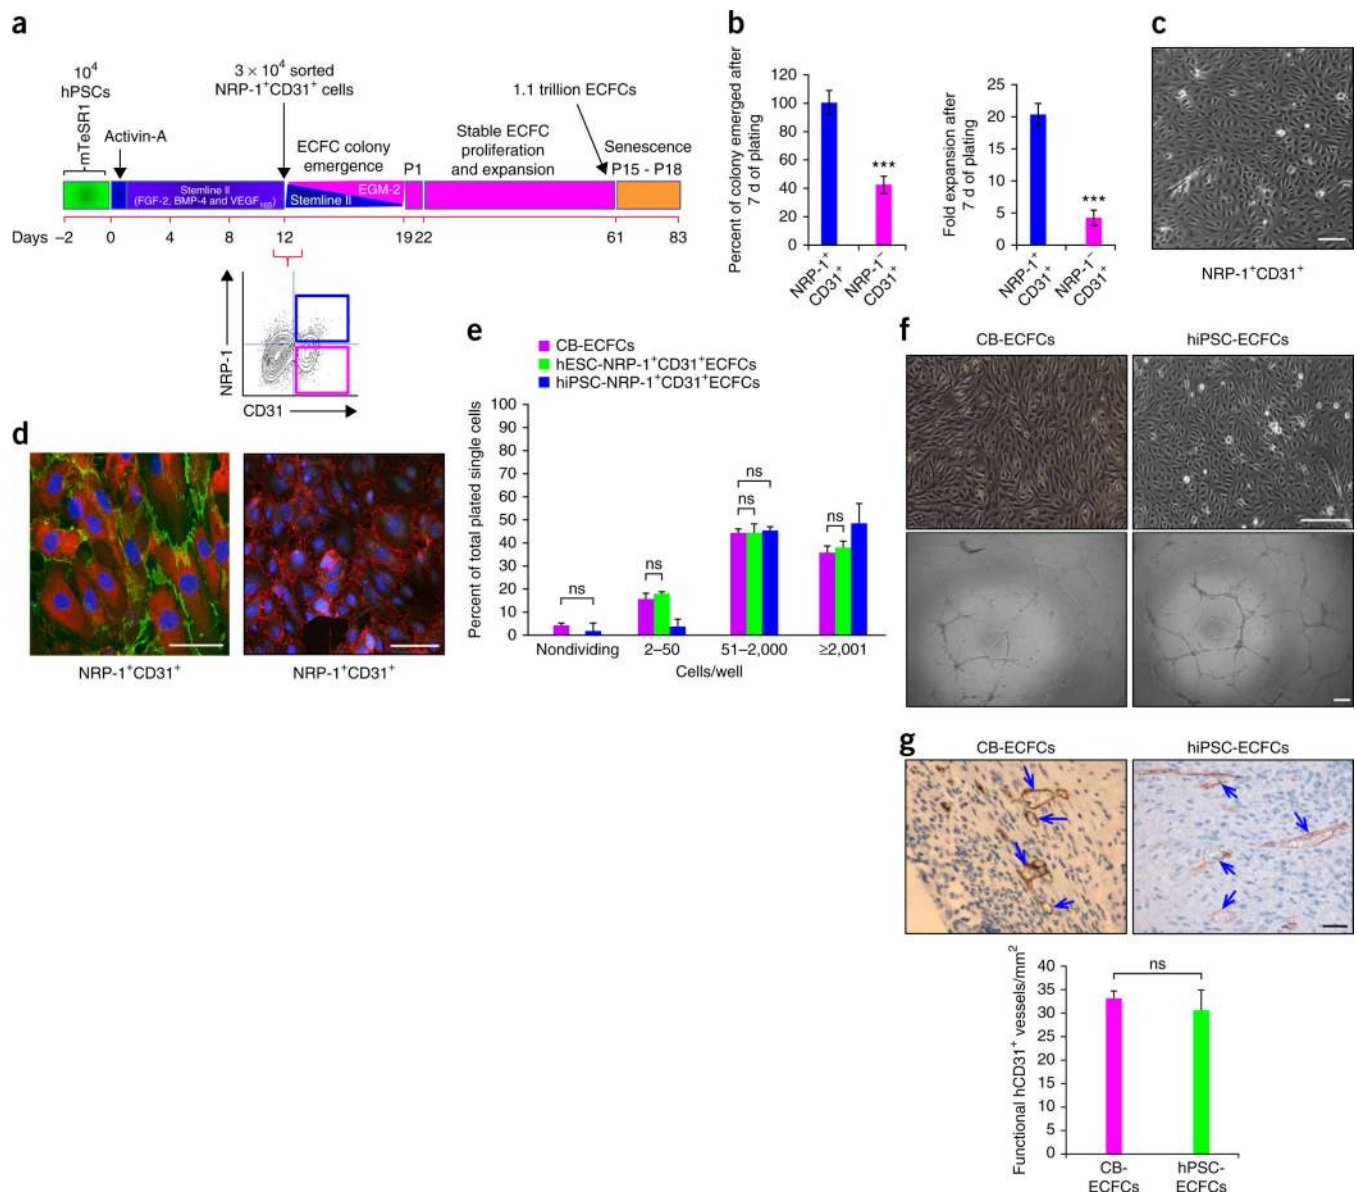 a
10⁴
hPSCs
mTeSR1
Activin-A
3 × 10⁴ sorted
NRP-1⁺CD31⁺ cells
ECFC colony
emergence
P1
Stable ECFC
proliferation
and expansion
1.1 trillion ECFCs
Senescence
P15 - P18
Stemline II
(FGF-2, BMP-4 and VEGF₁₆₅)
EGM-2
Stemline II
Days –2 0 4 8 12 19 22 61 83
NRP-1
CD31
b
Percent of colony emerged after
7 d of plating
120
100
80
60
40
20
0
***
NRP-1⁺
CD31⁺
NRP-1⁻
CD31⁺
Fold expansion after
7 d of plating
25
20
15
10
5
0
***
NRP-1⁺
CD31⁺
NRP-1⁻
CD31⁺
c
NRP-1⁺CD31⁺
d
NRP-1⁺CD31⁺
NRP-1⁺CD31⁺
e
CB-ECFCs
hESC-NRP-1⁺CD31⁺ECFCs
hiPSC-NRP-1⁺CD31⁺ECFCs
Percent of total plated single cells
100
90
80
70
60
50
40
30
20
10
0
ns
ns
ns
ns
ns
Nondividing 2–50 51–2,000 ≥2,001
Cells/well
f
CB-ECFCs
hiPSC-ECFCs
g
CB-ECFCs
hiPSC-ECFCs
Functional hCD31⁺ vessels/mm²
40
35
30
25
20
15
10
5
0
ns
CB-
ECFCs
hPSC-
ECFCs